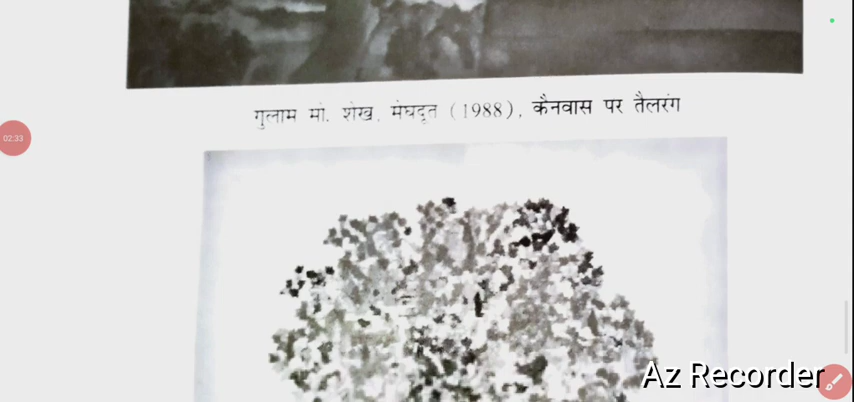 02:33
गुलाम मो. शेख, मेघदूत (1988), कैनवास पर तैलरंग
Az Recorder